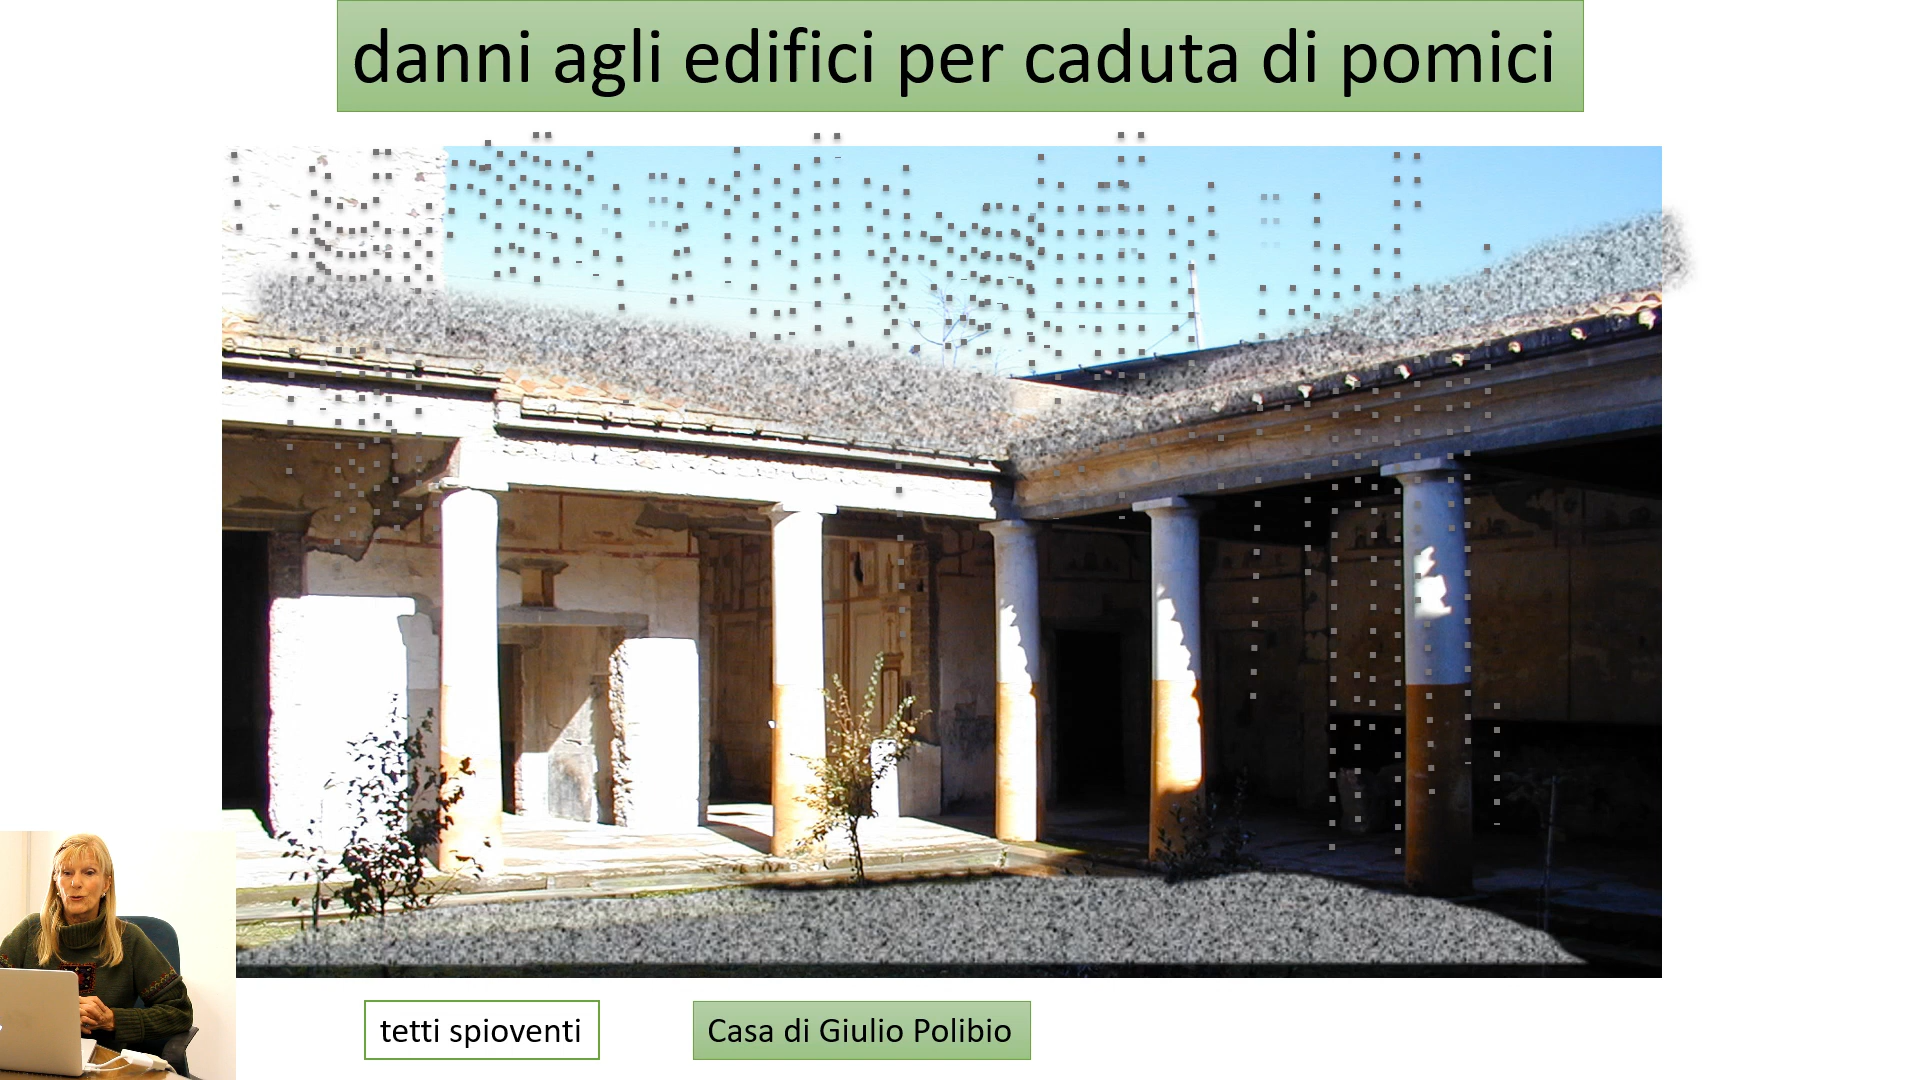 danni agli edifici per caduta di pomici
tetti spioventi
Casa di Giulio Polibio